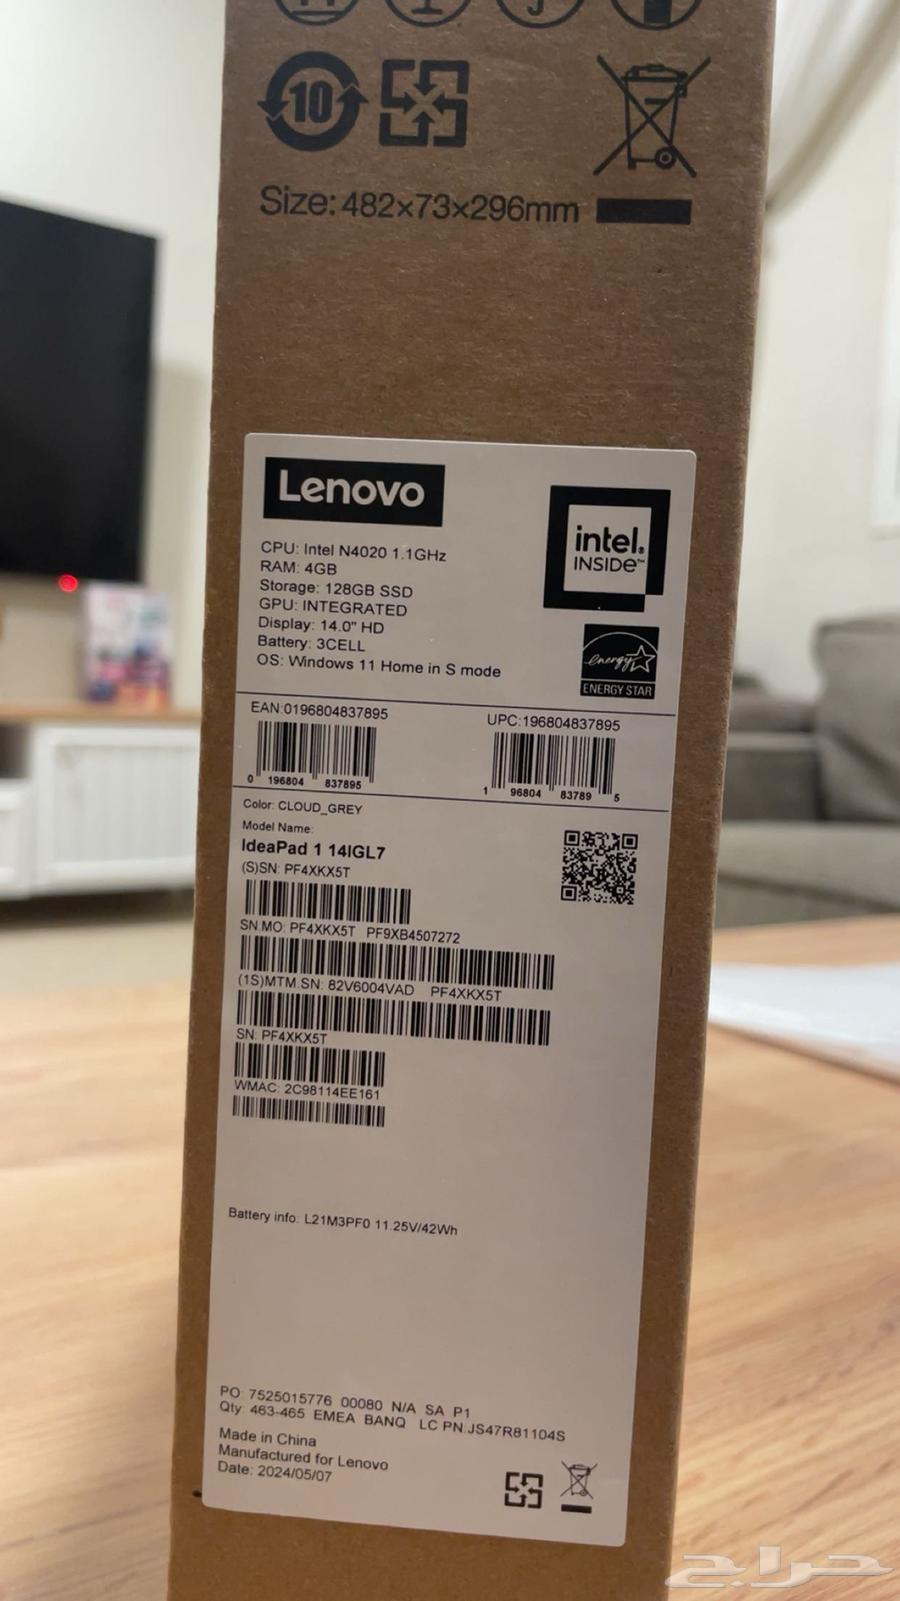 10
Size: 482×73×296mm
Lenovo
intel.
INSIDE™
CPU: Intel N4020 1.1GHz
RAM: 4GB
Storage: 128GB SSD
GPU: INTEGRATED
Display: 14.0" HD
Battery: 3CELL
OS: Windows 11 Home in S mode
energy
ENERGY STAR
EAN:0196804837895
UPC:196804837895
0 196804 837895
1 96804 83789 5
Color: CLOUD_GREY
Model Name:
IdeaPad 1 14IGL7
(S)SN: PF4XKX5T
SN.MO: PF4XKX5T PF9XB4507272
(1S)MTM.SN: 82V6004VAD PF4XKX5T
SN: PF4XKX5T
WMAC: 2C98114EE161
Battery info: L21M3PF0 11.25V/42Wh
PO: 7525015776 00080 N/A SA P1
Qty: 463-465 EMEA BANQ LC PN:JS47R81104S
Made in China
Manufactured for Lenovo
Date: 2024/05/07
حراج